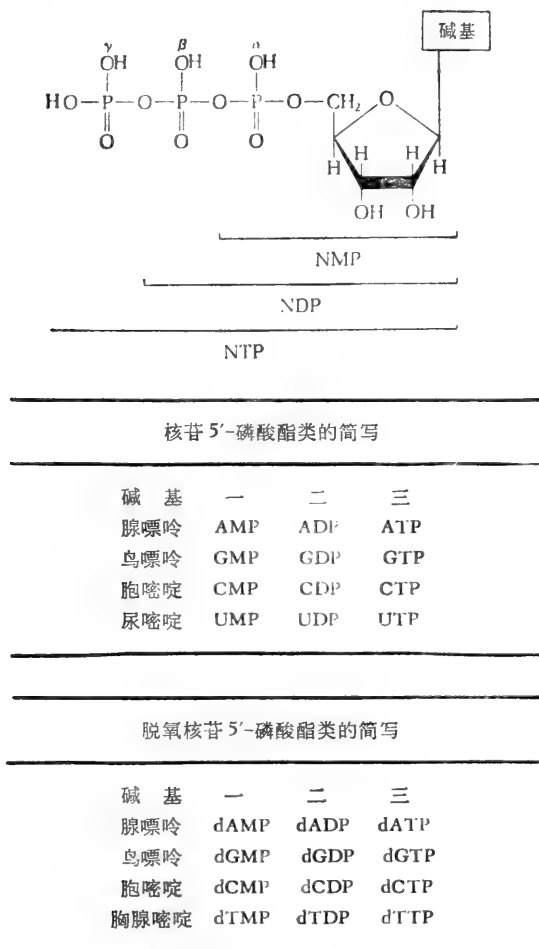 碱基
γ β α
OH OH OH
HO—P—O—P—O—P—O—CH₂ O
O O O H H H H
OH OH
NMP
NDP
NTP
核苷5′-磷酸酯类的简写
碱 基 一 二 三
腺嘌呤 AMP ADP ATP
鸟嘌呤 GMP GDP GTP
胞嘧啶 CMP CDP CTP
尿嘧啶 UMP UDP UTP
脱氧核苷5′-磷酸酯类的简写
碱 基 一 二 三
腺嘌呤 dAMP dADP dATP
鸟嘌呤 dGMP dGDP dGTP
胞嘧啶 dCMP dCDP dCTP
胸腺嘧啶 dTMP dTDP dTTP